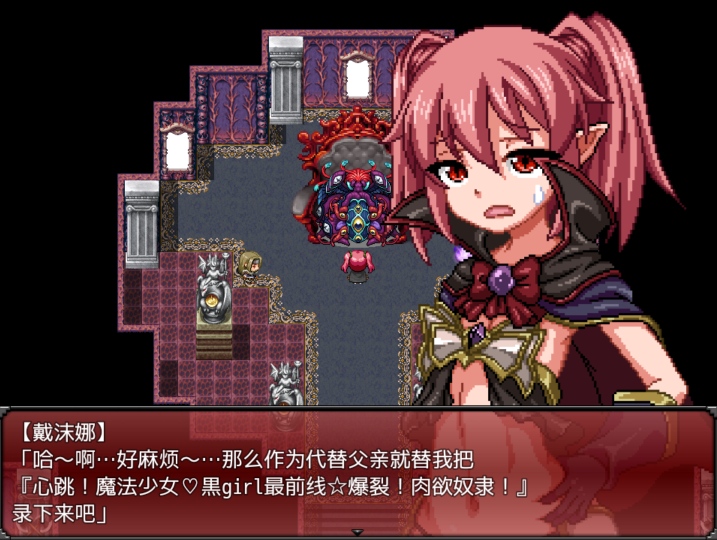 【戴沫娜】
「哈～啊…好麻烦～…那么作为代替父亲就替我把
『心跳！魔法少女♡黒girl最前线☆爆裂！肉欲奴隶！』
录下来吧」